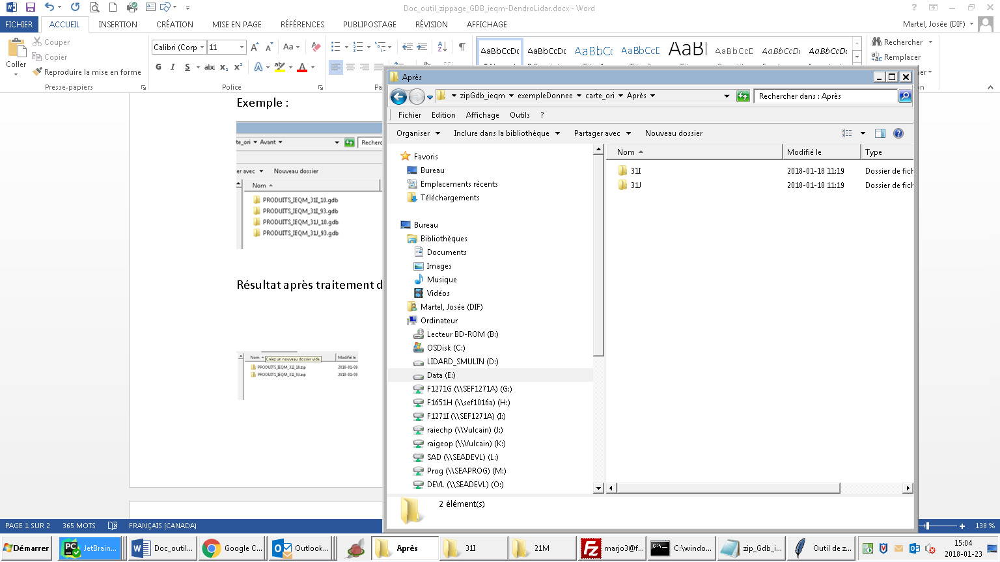 Doc_outil_zippage_GDB_ieqm-DendroLidar.docx - Word
FICHIER ACCUEIL INSERTION CRÉATION MISE EN PAGE RÉFÉRENCES PUBLIPOSTAGE RÉVISION AFFICHAGE Martel, Josée (DIF)
Coller
Couper
Copier
Reproduire la mise en forme
Presse-papiers
Calibri (Corp 11
Police
AaBbCcDc AaBbCcDc AaBbC AaBbCc AaBl AaBbCcD AaBbCcDt AaBbCcDt
Rechercher
Remplacer
Exemple :
te_ori Avant Recherc
er avec Nouveau dossier
Nom
PRODUITS_IEQM_31I_10.gdb
PRODUITS_IEQM_31I_93.gdb
PRODUITS_IEQM_31J_10.gdb
PRODUITS_IEQM_31J_93.gdb
Résultat après traitement d
Nom Créez un nouveau dossier vide. Modifié le
PRODUITS_IEQM_31I_10.zip 2018-01-09
PRODUITS_IEQM_31I_93.zip 2018-01-09
Après
zipGdb_ieqm exempleDonnee carte_ori Après Rechercher dans : Après
Fichier Edition Affichage Outils ?
Organiser Inclure dans la bibliothèque Partager avec Nouveau dossier
Favoris
Bureau
Emplacements récents
Téléchargements
Bureau
Bibliothèques
Documents
Images
Musique
Vidéos
Martel, Josée (DIF)
Ordinateur
Lecteur BD-ROM (B:)
OSDisk (C:)
LIDARD_SMULIN (D:)
Data (E:)
F1271G (\\SEF1271A) (G:)
F1651H (\\sef1016a) (H:)
F1271I (\\SEF1271A) (I:)
raiechp (\\Vulcain) (J:)
raigeop (\\Vulcain) (K:)
SAD (\\SEADEVL) (L:)
Prog (\\SEAPROG) (M:)
DEVL (\\SEADEVL) (O:)
Nom Modifié le Type
31I 2018-01-18 11:19 Dossier de fich
31J 2018-01-18 11:19 Dossier de fich
2 élément(s)
PAGE 1 SUR 2 365 MOTS FRANÇAIS (CANADA) 138 %
Démarrer JetBrain... Doc_outil... Google C... Outlook... Après 31I 21M marjo3@f... C:\windo... zip_Gdb_i... Outil de z... 15:04
2018-01-23